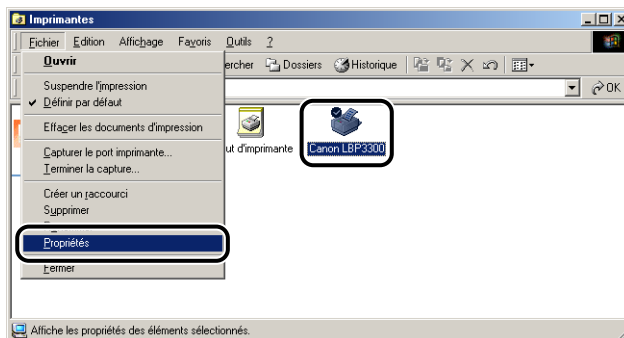 Imprimantes
Fichier Edition Affichage Favoris Outils ?
ercher Dossiers Historique
OK
Ouvrir
Suspendre l'impression
Définir par défaut
Effacer les documents d'impression
Capturer le port imprimante...
Terminer la capture...
Créer un raccourci
Supprimer
Propriétés
Fermer
ut d'imprimante
Canon LBP3300
Affiche les propriétés des éléments sélectionnés.